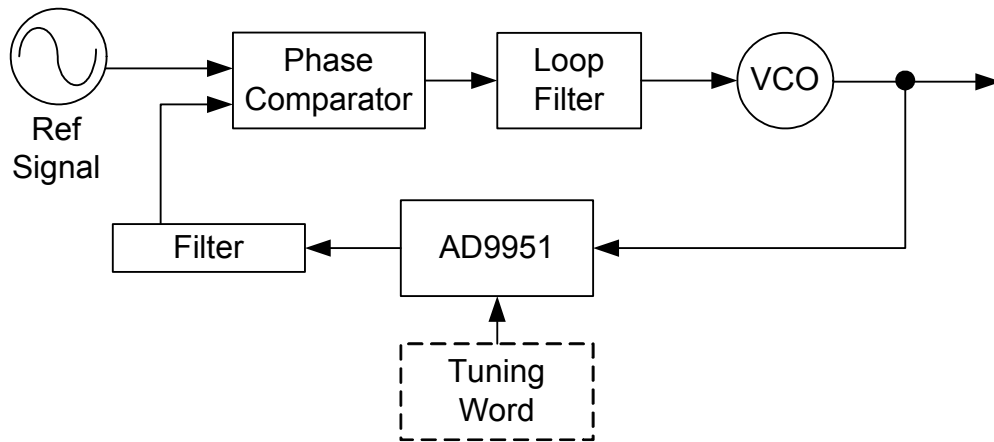 Ref
Signal
Phase
Comparator
Loop
Filter
VCO
Filter
AD9951
Tuning
Word